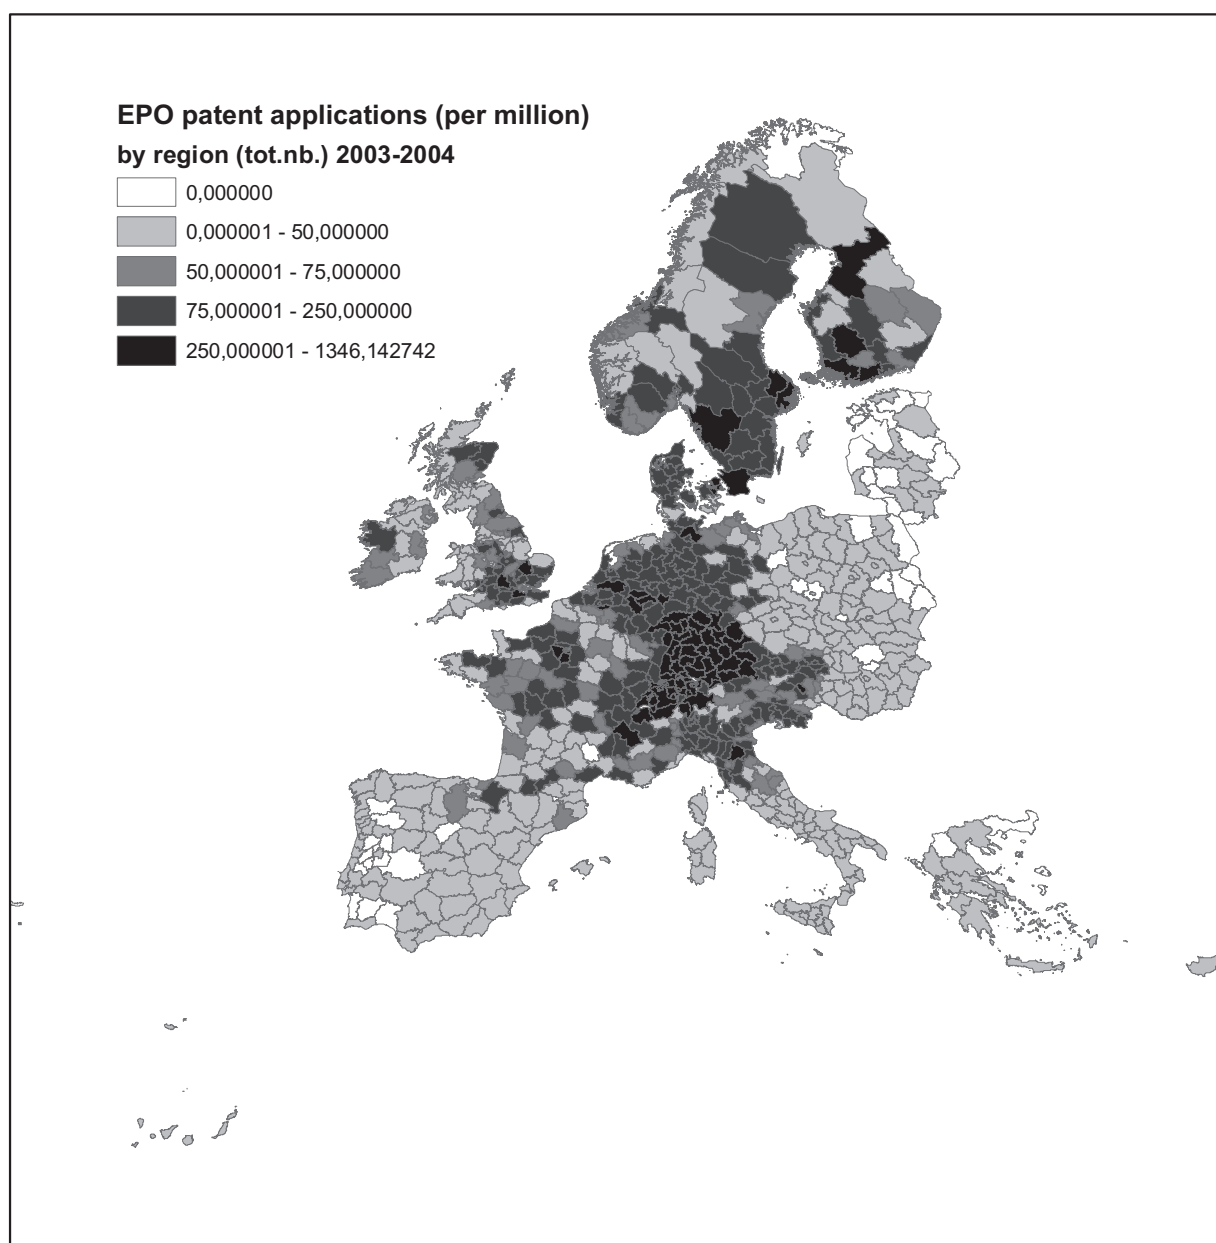 EPO patent applications (per million)
by region (tot.nb.) 2003-2004
0,000000
0,000001 - 50,000000
50,000001 - 75,000000
75,000001 - 250,000000
250,000001 - 1346,142742